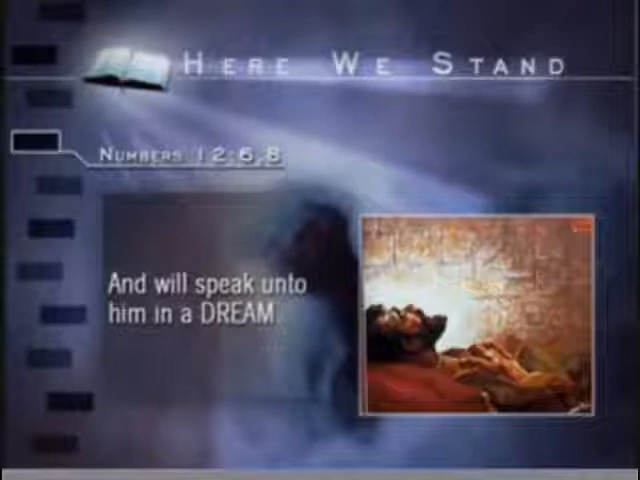 HERE WE STAND
NUMBERS 12:6,8
And will speak unto
him in a DREAM.